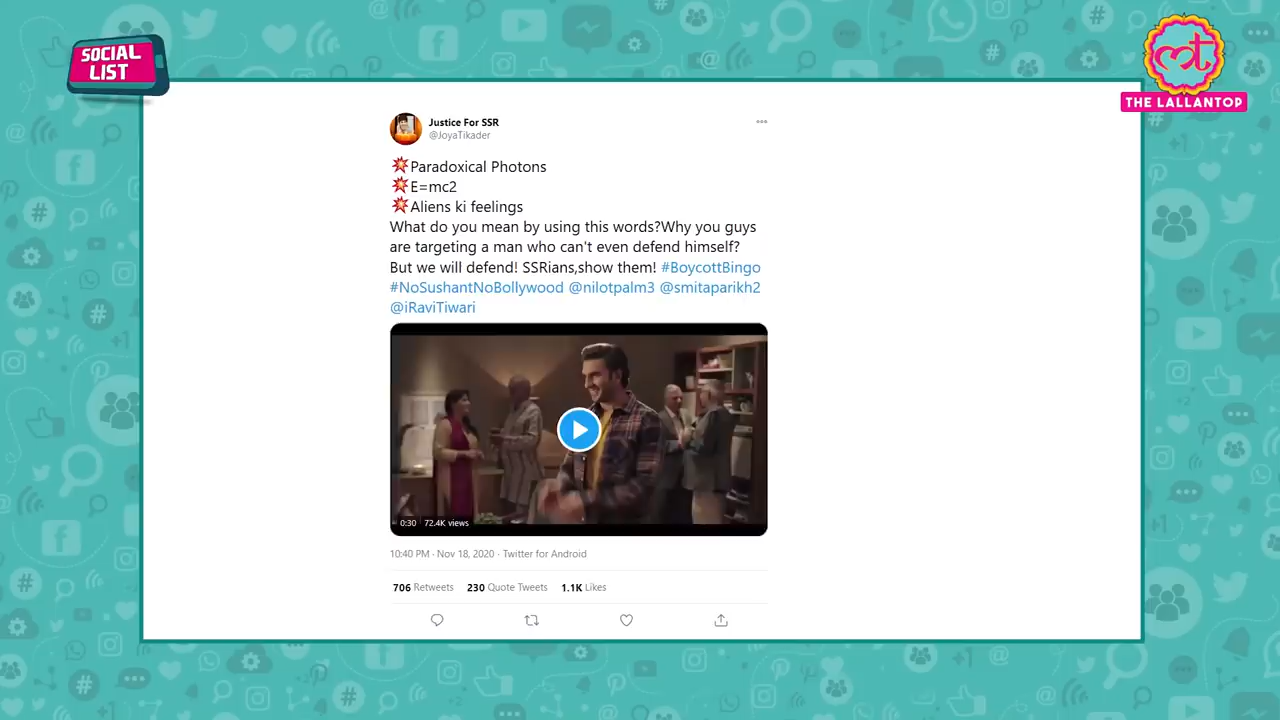 SOCIAL
LIST
मत
THE LALLANTOP
Justice For SSR
@JoyaTikader
Paradoxical Photons
E=mc2
Aliens ki feelings
What do you mean by using this words?Why you guys
are targeting a man who can't even defend himself?
But we will defend! SSRians,show them! #BoycottBingo
#NoSushantNoBollywood @nilotpalm3 @smitaparikh2
@iRaviTiwari
0:30 72.4K views
10:40 PM · Nov 18, 2020 · Twitter for Android
706 Retweets 230 Quote Tweets 1.1K Likes